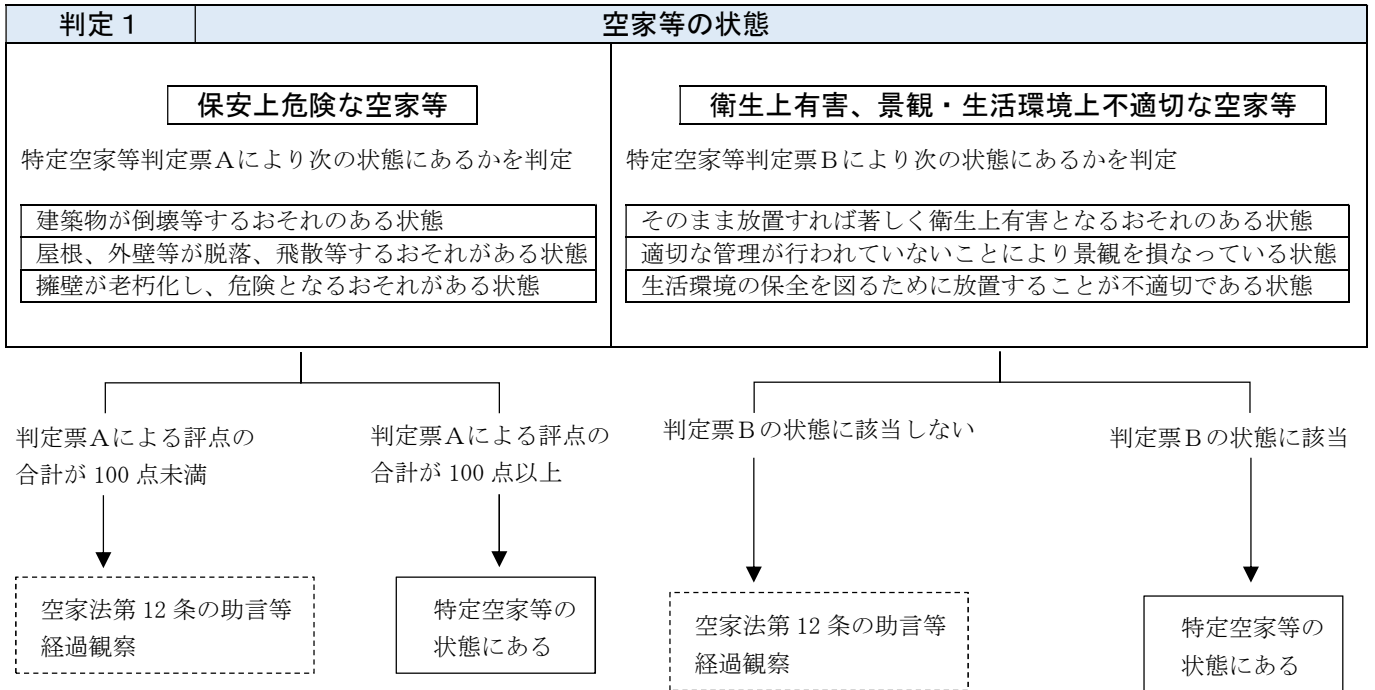 判定１
空家等の状態
保安上危険な空家等
特定空家等判定票Ａにより次の状態にあるかを判定
建築物が倒壊等するおそれのある状態
屋根、外壁等が脱落、飛散等するおそれがある状態
擁壁が老朽化し、危険となるおそれがある状態
衛生上有害、景観・生活環境上不適切な空家等
特定空家等判定票Ｂにより次の状態にあるかを判定
そのまま放置すれば著しく衛生上有害となるおそれのある状態
適切な管理が行われていないことにより景観を損なっている状態
生活環境の保全を図るために放置することが不適切である状態
判定票Ａによる評点の
合計が 100 点未満
判定票Ａによる評点の
合計が 100 点以上
判定票Ｂの状態に該当しない
判定票Ｂの状態に該当
空家法第 12 条の助言等
経過観察
特定空家等の
状態にある
空家法第 12 条の助言等
経過観察
特定空家等の
状態にある